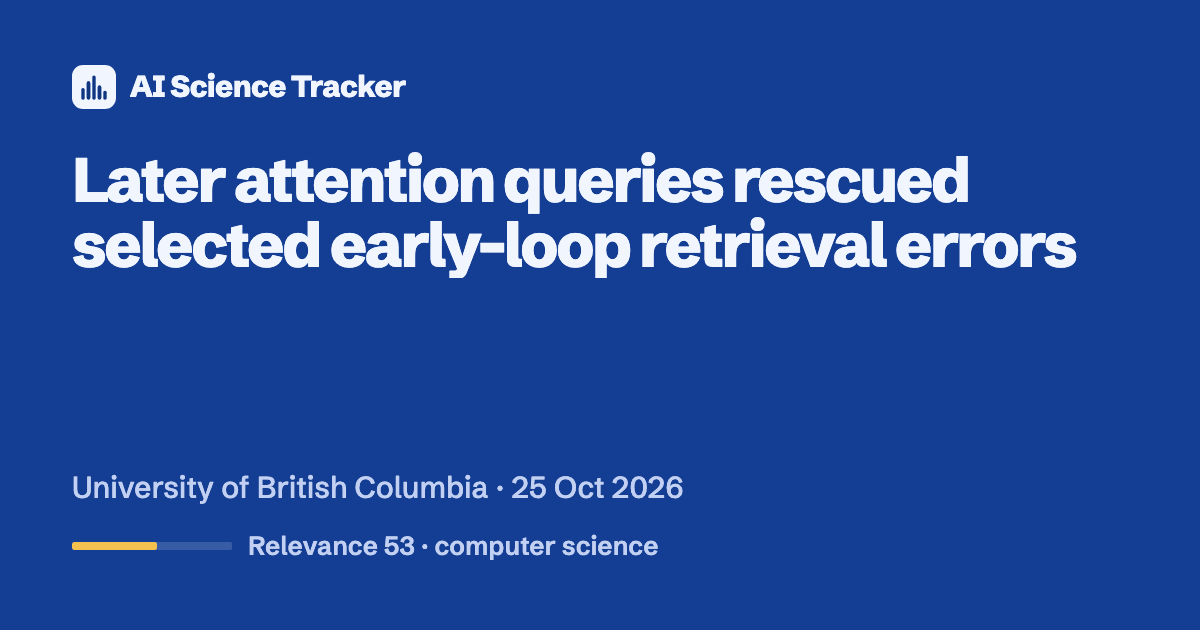 AI Science Tracker
Later attention queries rescued
selected early-loop retrieval errors
University of British Columbia · 25 Oct 2026
Relevance 53 · computer science